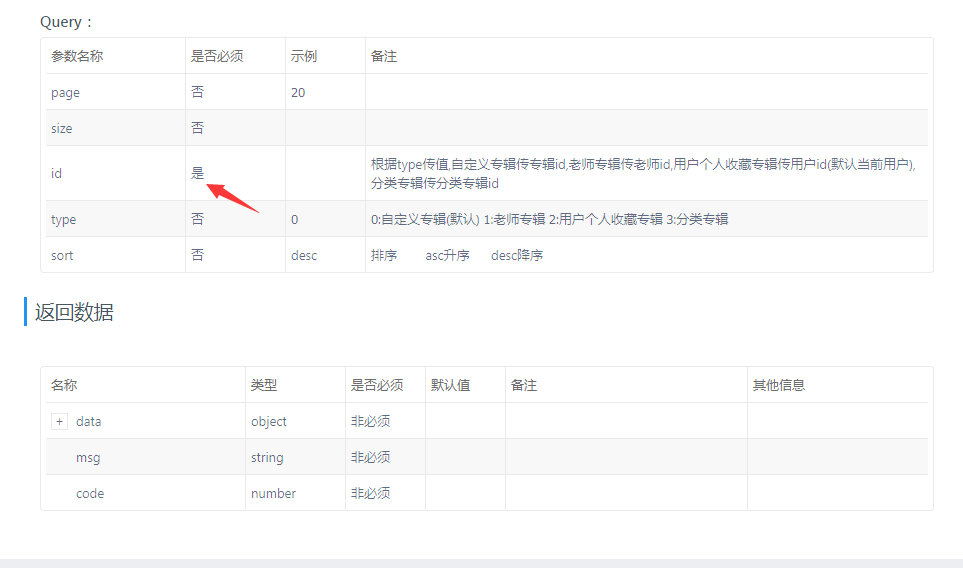 Query：
参数名称 是否必须 示例 备注
page 否 20
size 否
id 是 根据type传值,自定义专辑传专辑id,老师专辑传老师id,用户个人收藏专辑传用户id(默认当前用户),
分类专辑传分类专辑id
type 否 0 0:自定义专辑(默认) 1:老师专辑 2:用户个人收藏专辑 3:分类专辑
sort 否 desc 排序 asc升序 desc降序
返回数据
名称 类型 是否必须 默认值 备注 其他信息
+ data object 非必须
msg string 非必须
code number 非必须